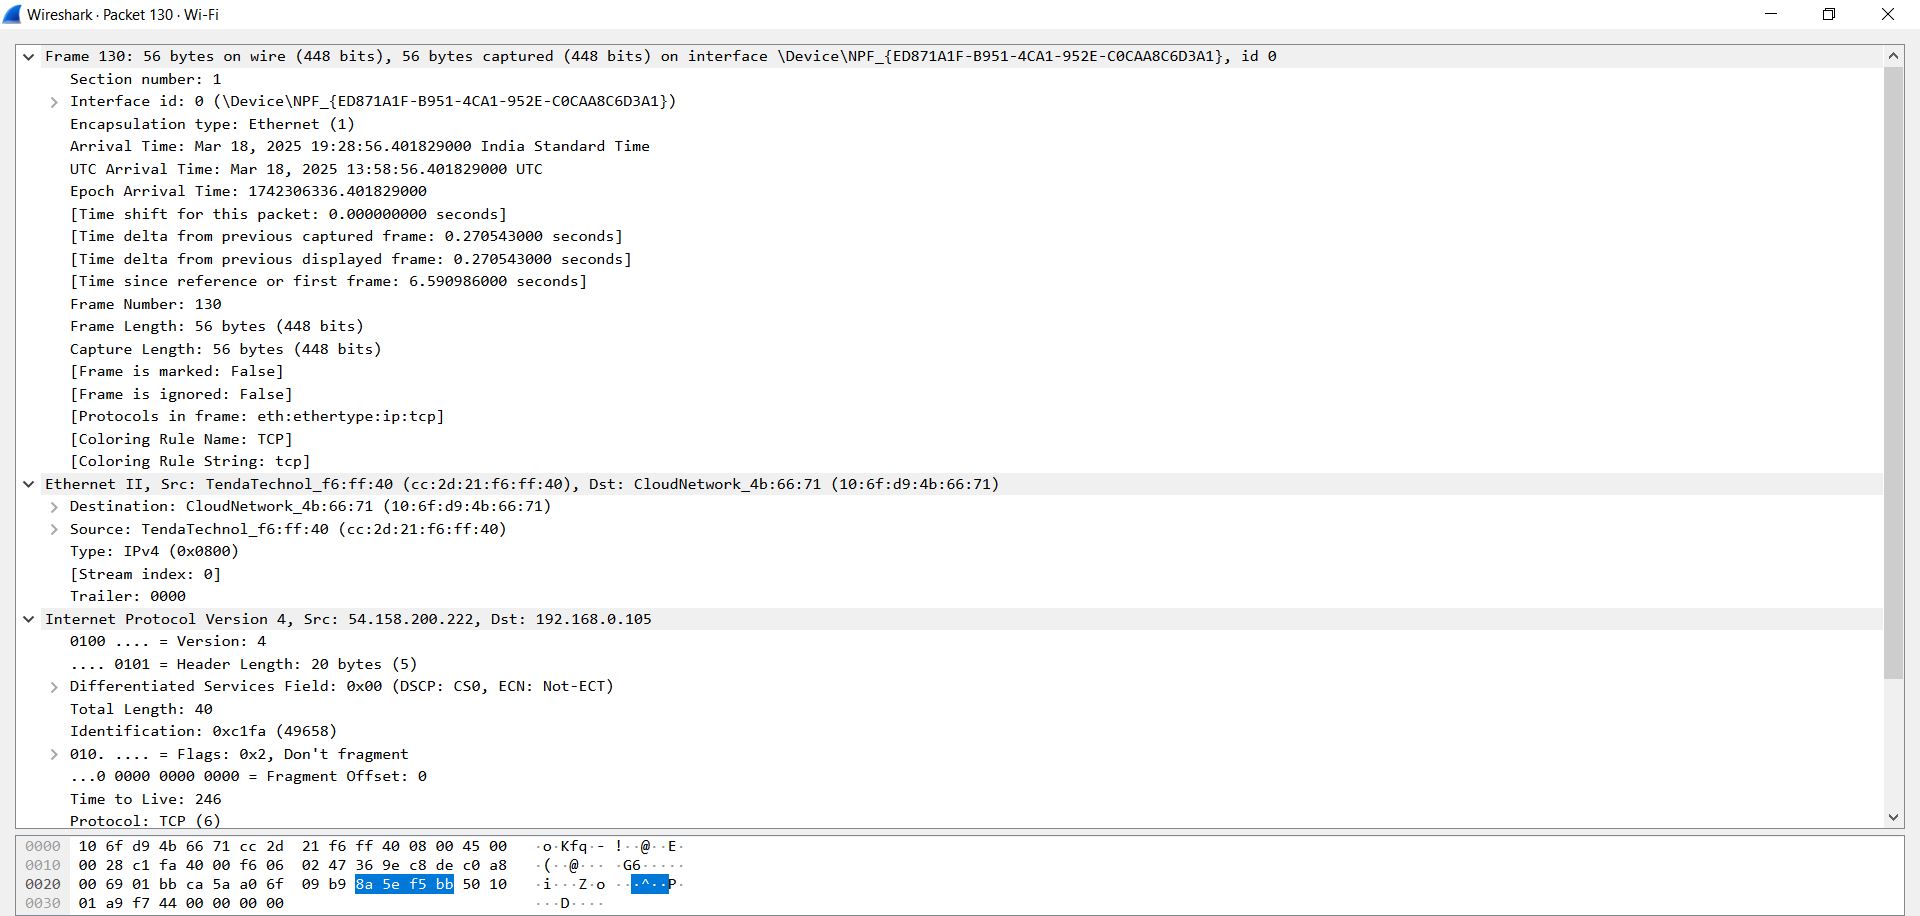 Wireshark · Packet 130 · Wi-Fi
Frame 130: 56 bytes on wire (448 bits), 56 bytes captured (448 bits) on interface \Device\NPF_{ED871A1F-B951-4CA1-952E-C0CAA8C6D3A1}, id 0
Section number: 1
Interface id: 0 (\Device\NPF_{ED871A1F-B951-4CA1-952E-C0CAA8C6D3A1})
Encapsulation type: Ethernet (1)
Arrival Time: Mar 18, 2025 19:28:56.401829000 India Standard Time
UTC Arrival Time: Mar 18, 2025 13:58:56.401829000 UTC
Epoch Arrival Time: 1742306336.401829000
[Time shift for this packet: 0.000000000 seconds]
[Time delta from previous captured frame: 0.270543000 seconds]
[Time delta from previous displayed frame: 0.270543000 seconds]
[Time since reference or first frame: 6.590986000 seconds]
Frame Number: 130
Frame Length: 56 bytes (448 bits)
Capture Length: 56 bytes (448 bits)
[Frame is marked: False]
[Frame is ignored: False]
[Protocols in frame: eth:ethertype:ip:tcp]
[Coloring Rule Name: TCP]
[Coloring Rule String: tcp]
Ethernet II, Src: TendaTechnol_f6:ff:40 (cc:2d:21:f6:ff:40), Dst: CloudNetwork_4b:66:71 (10:6f:d9:4b:66:71)
Destination: CloudNetwork_4b:66:71 (10:6f:d9:4b:66:71)
Source: TendaTechnol_f6:ff:40 (cc:2d:21:f6:ff:40)
Type: IPv4 (0x0800)
[Stream index: 0]
Trailer: 0000
Internet Protocol Version 4, Src: 54.158.200.222, Dst: 192.168.0.105
0100 .... = Version: 4
.... 0101 = Header Length: 20 bytes (5)
Differentiated Services Field: 0x00 (DSCP: CS0, ECN: Not-ECT)
Total Length: 40
Identification: 0xc1fa (49658)
010. .... = Flags: 0x2, Don't fragment
...0 0000 0000 0000 = Fragment Offset: 0
Time to Live: 246
Protocol: TCP (6)
0000 10 6f d9 4b 66 71 cc 2d 21 f6 ff 40 08 00 45 00 ·o·Kfq·- !··@··E·
0010 00 28 c1 fa 40 00 f6 06 02 47 36 9e c8 de c0 a8 ·(··@··· ·G6·····
0020 00 69 01 bb ca 5a a0 6f 09 b9 8a 5e f5 bb 50 10 ·i···Z·o ···^··P·
0030 01 a9 f7 44 00 00 00 00 ···D····